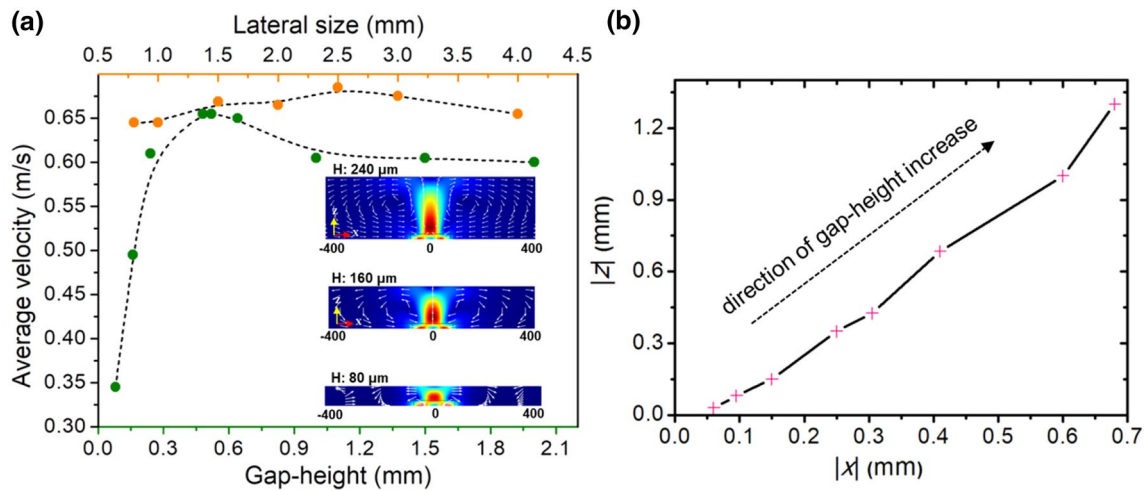 (a)
Lateral size (mm)
0.5 1.0 1.5 2.0 2.5 3.0 3.5 4.0 4.5
Average velocity (m/s)
0.65
0.60
0.55
0.50
0.45
0.40
0.35
0.30
H: 240 µm
z
x
-400 0 400
H: 160 µm
z
x
-400 0 400
H: 80 µm
-400 0 400
0.0 0.3 0.6 0.9 1.2 1.5 1.8 2.1
Gap-height (mm)
(b)
|z| (mm)
1.2
0.9
0.6
0.3
0.0
direction of gap-height increase
0.0 0.1 0.2 0.3 0.4 0.5 0.6 0.7
|x| (mm)